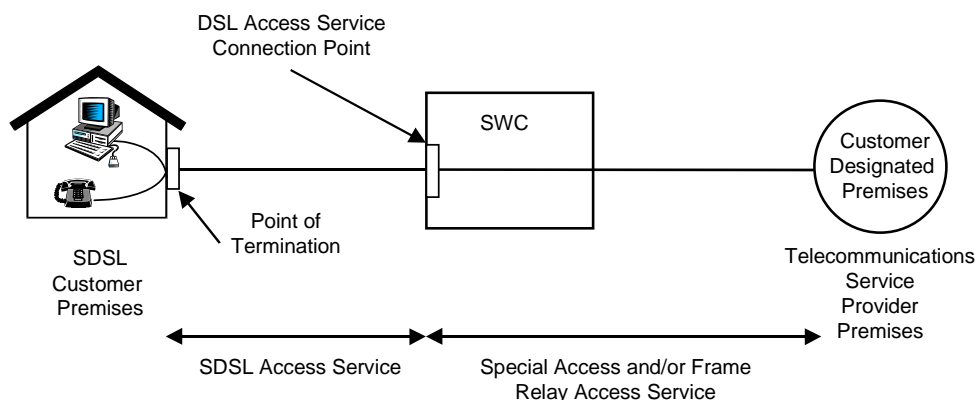 DSL Access Service
Connection Point
SWC
Customer
Designated
Premises
Point of
Termination
SDSL
Customer
Premises
Telecommunications
Service
Provider
Premises
SDSL Access Service
Special Access and/or Frame
Relay Access Service